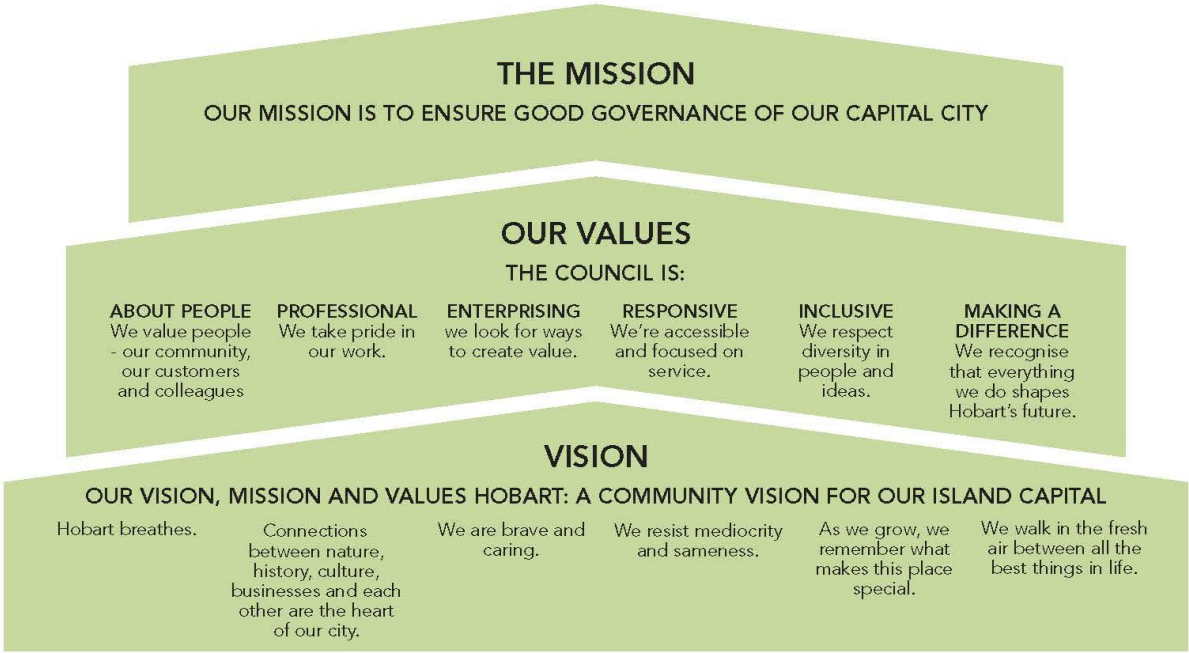 THE MISSION
OUR MISSION IS TO ENSURE GOOD GOVERNANCE OF OUR CAPITAL CITY
OUR VALUES
THE COUNCIL IS:
ABOUT PEOPLE
We value people
- our community,
our customers
and colleagues
PROFESSIONAL
We take pride in
our work.
ENTERPRISING
we look for ways
to create value.
RESPONSIVE
We're accessible
and focused on
service.
INCLUSIVE
We respect
diversity in
people and
ideas.
MAKING A
DIFFERENCE
We recognise
that everything
we do shapes
Hobart's future.
VISION
OUR VISION, MISSION AND VALUES HOBART: A COMMUNITY VISION FOR OUR ISLAND CAPITAL
Hobart breathes.
Connections
between nature,
history, culture,
businesses and each
other are the heart
of our city.
We are brave and
caring.
We resist mediocrity
and sameness.
As we grow, we
remember what
makes this place
special.
We walk in the fresh
air between all the
best things in life.